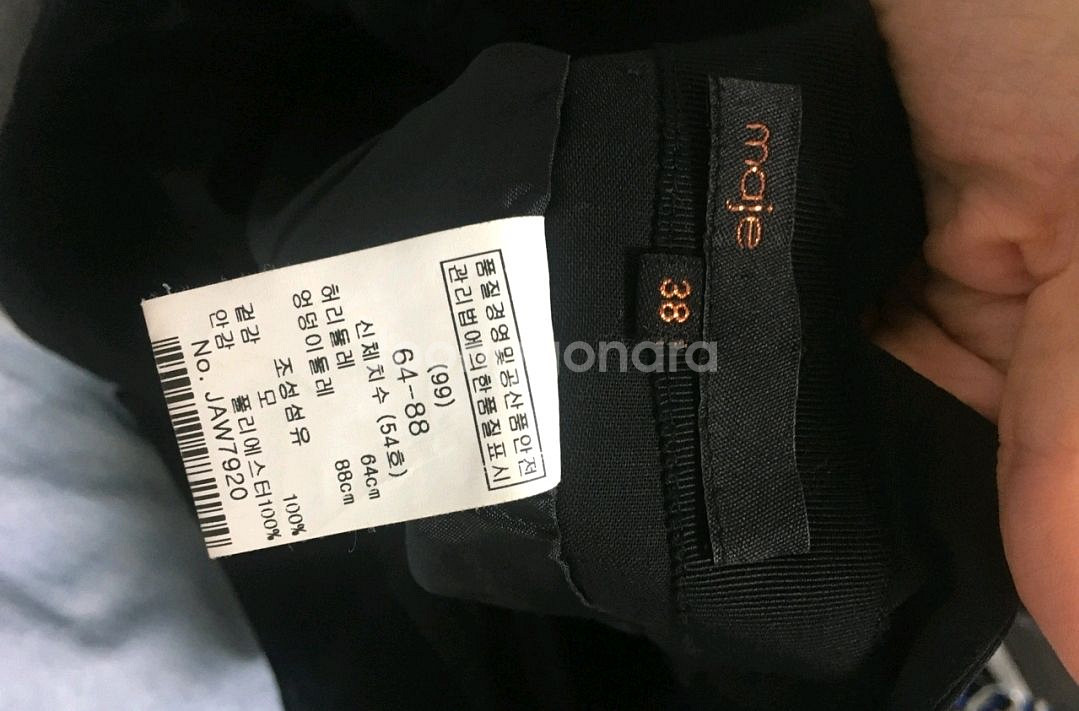 maje
38
품질경영및공산품안전
관리법에의한품질표시
(99)
64-88
신체치수 (54호)
허리둘레 64cm
엉덩이둘레 88cm
조성섬유
겉감 모 100%
안감 폴리에스터100%
No. JAW7920